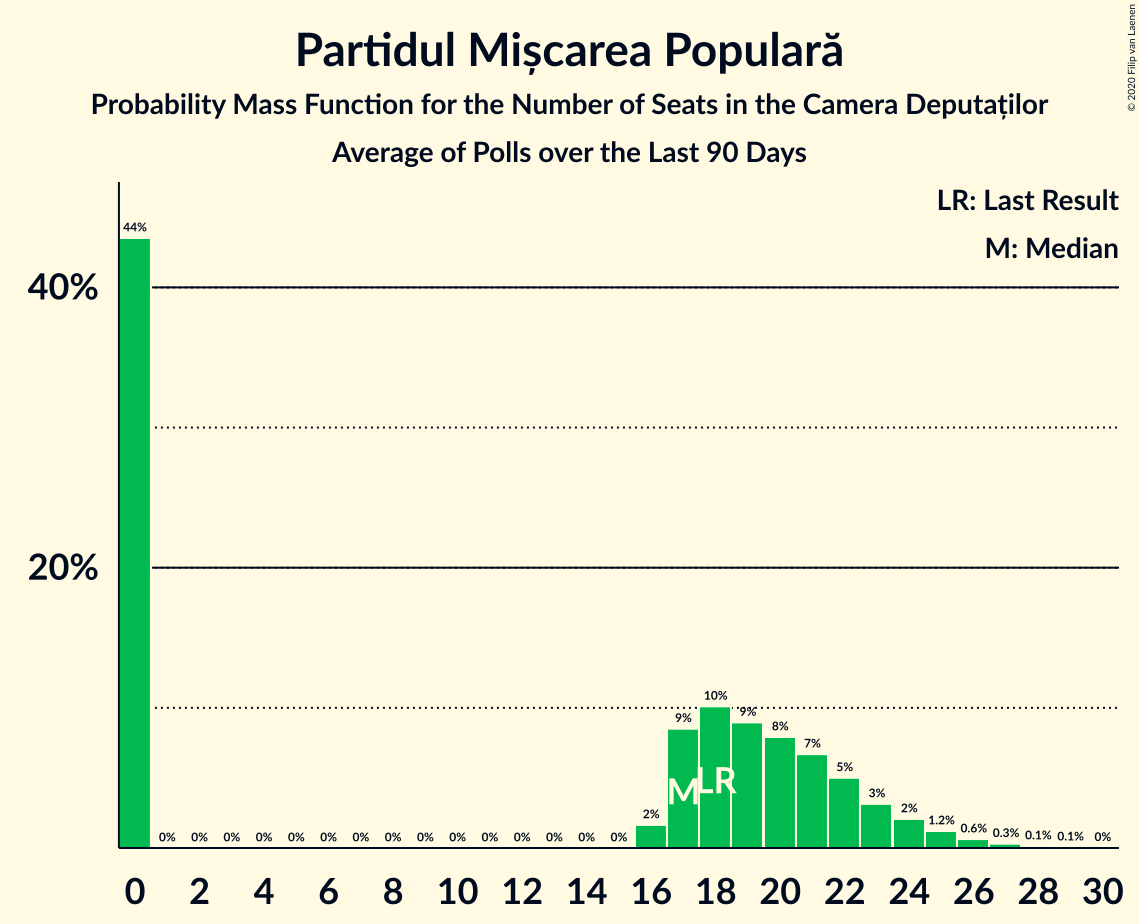 Partidul Mișcarea Populară
Probability Mass Function for the Number of Seats in the Camera Deputaților
Average of Polls over the Last 90 Days
© 2020 Filip van Laenen
LR: Last Result
M: Median
44%
40%
20%
0% 0% 0% 0% 0% 0% 0% 0% 0% 0% 0% 0% 0% 0% 0% 2% 9% 10% 9% 8% 7% 5% 3% 2% 1.2% 0.6% 0.3% 0.1% 0.1% 0%
M LR
0 2 4 6 8 10 12 14 16 18 20 22 24 26 28 30